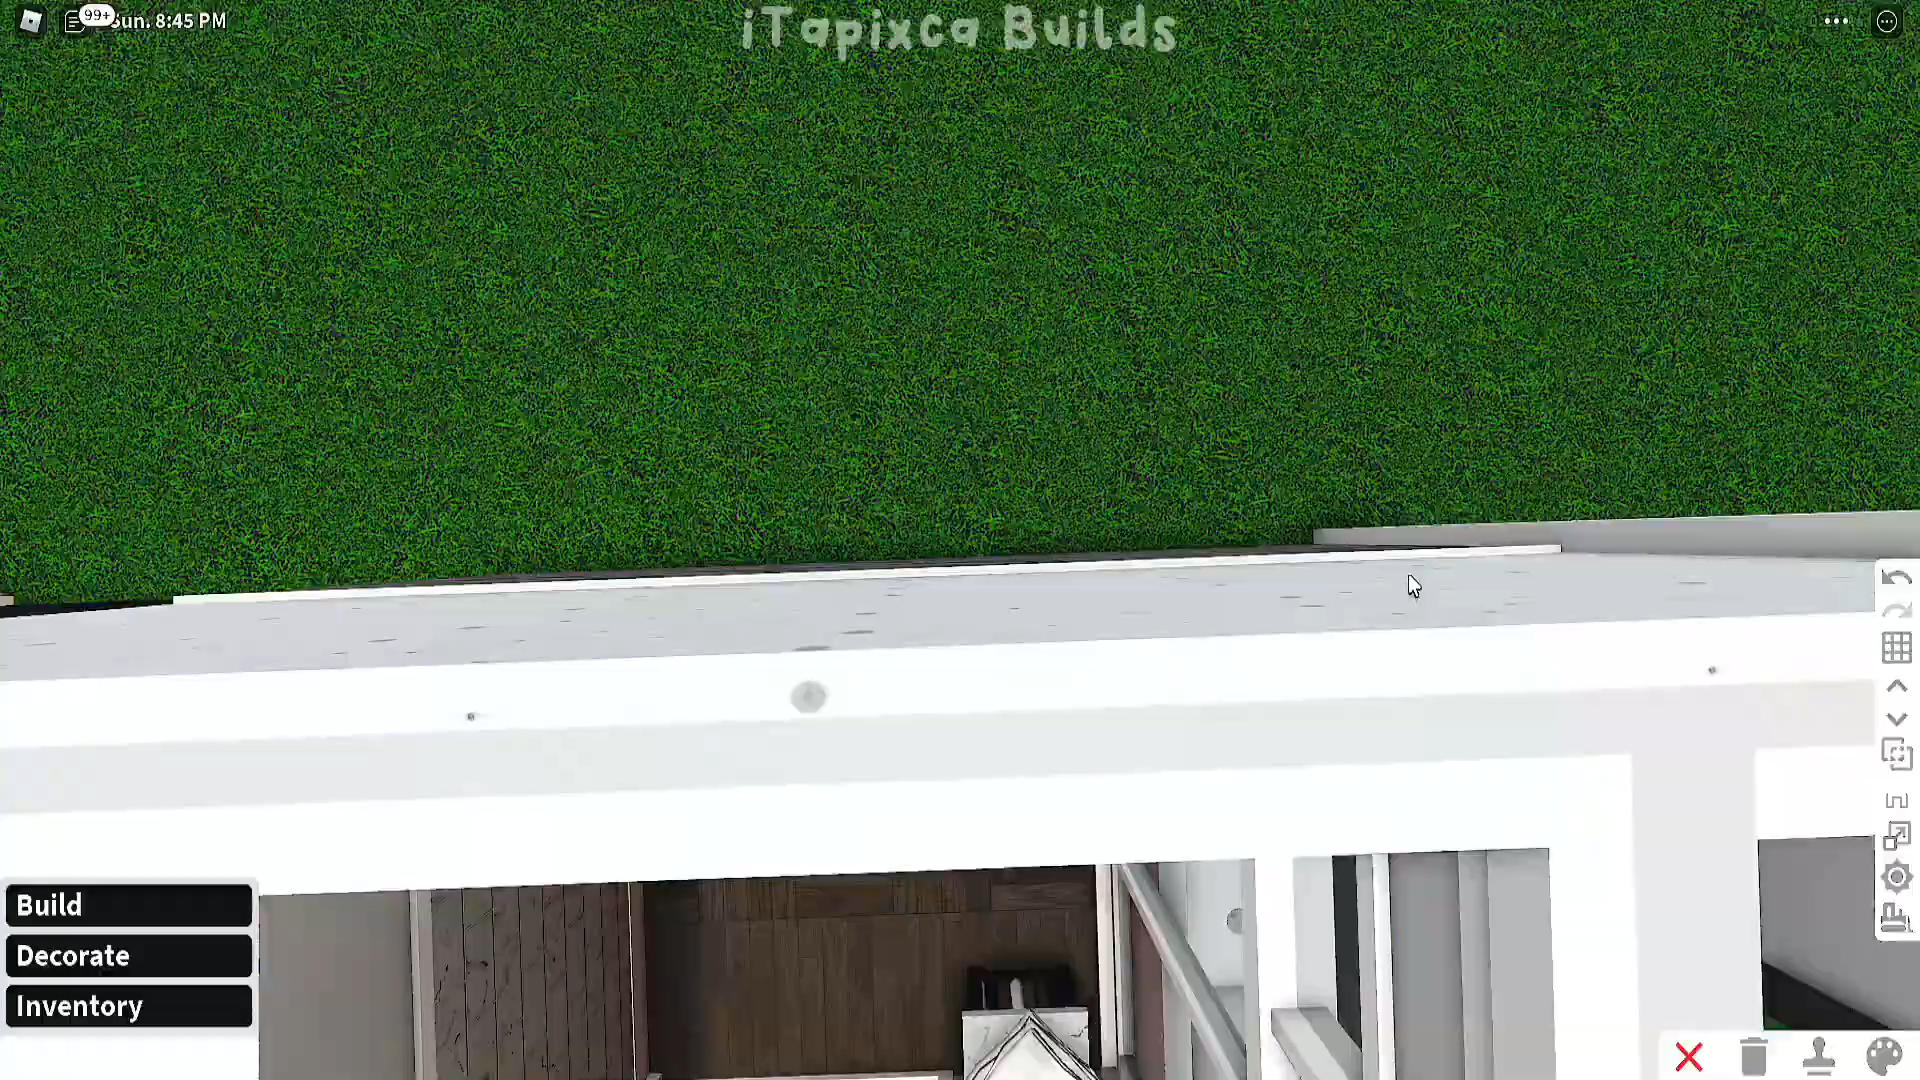 99+
Sun. 8:45 PM
iTapixca Builds
Build
Decorate
Inventory